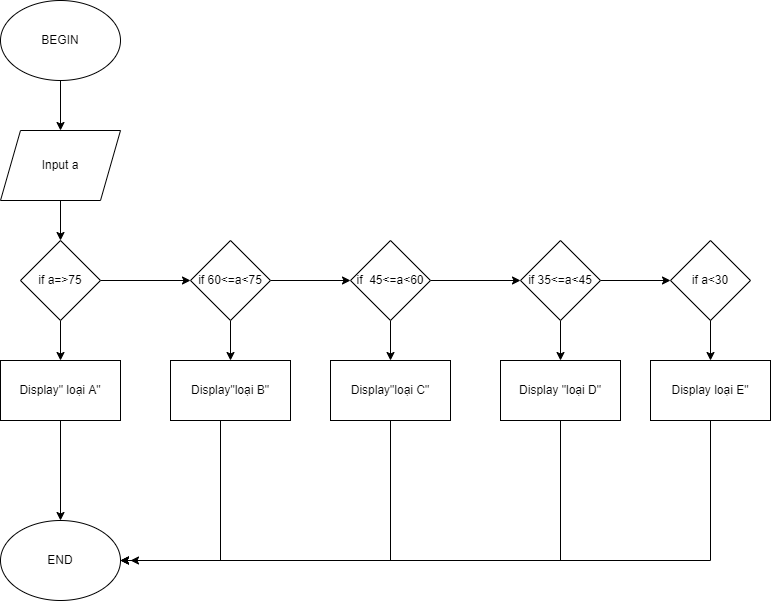 BEGIN
Input a
if a=>75
if 60<=a<75
if  45<=a<60
if 35<=a<45
if a<30
Display" loại A"
Display"loại B"
Display"loại C"
Display "loại D"
Display loại E"
END